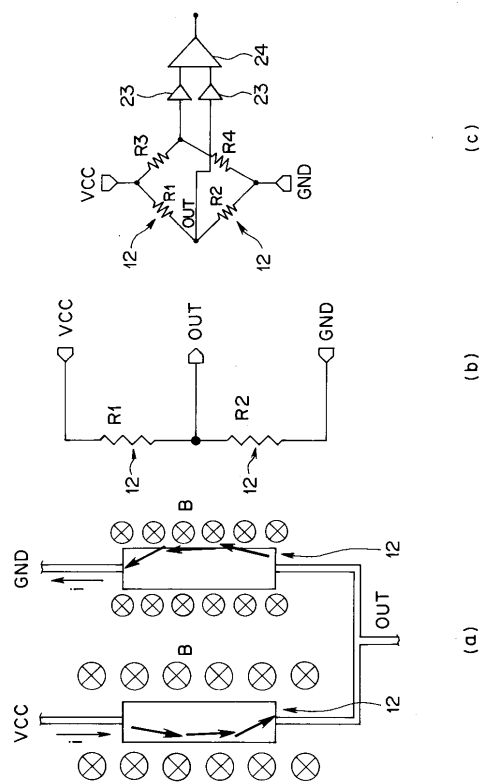 VCC
i
B
GND
i
B
12
12
OUT
(a)
VCC
R1
12
OUT
R2
12
GND
(b)
VCC
12
R1
R3
OUT
R2
R4
12
GND
23
23
24
(c)